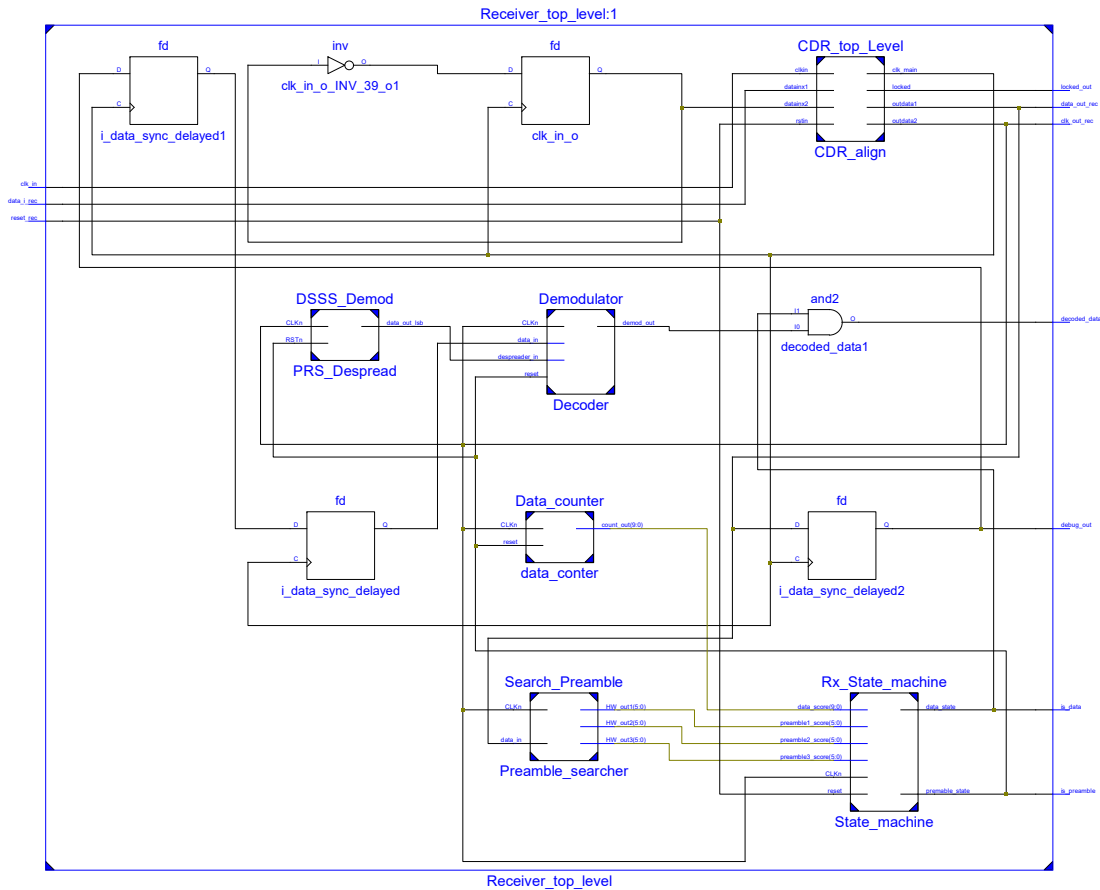 Receiver_top_level:1
fd
inv
fd
CDR_top_Level
D
Q
I
O
D
Q
clkin
clk_main
clk_in_o_INV_39_o1
datainx1
locked
locked_out
C
C
datainx2
outdata1
data_out_rec
rstin
outdata2
clk_out_rec
i_data_sync_delayed1
clk_in_o
CDR_align
clk_in
data_i_rec
reset_rec
DSSS_Demod
Demodulator
and2
I1
CLKn
data_out_lsb
CLKn
demod_out
I0
O
decoded_data
RSTn
data_in
decoded_data1
despreader_in
PRS_Despread
reset
Decoder
fd
Data_counter
fd
D
Q
CLKn
count_out(9:0)
D
Q
debug_out
reset
C
C
data_conter
i_data_sync_delayed
i_data_sync_delayed2
Search_Preamble
Rx_State_machine
CLKn
HW_out1(5:0)
data_score(9:0)
data_state
is_data
HW_out2(5:0)
preamble1_score(5:0)
data_in
HW_out3(5:0)
preamble2_score(5:0)
preamble3_score(5:0)
Preamble_searcher
CLKn
reset
premable_state
is_preamble
State_machine
Receiver_top_level